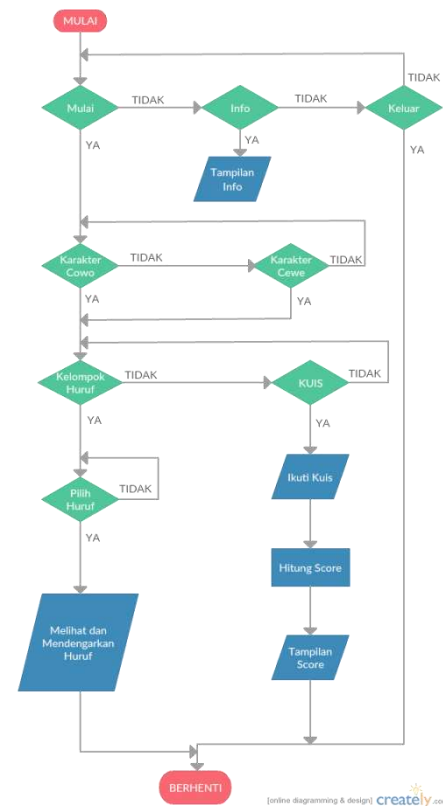 MULAI
TIDAK
Mulai
TIDAK
Info
TIDAK
Keluar
YA
YA
YA
Tampilan
Info
Karakter
Cowo
TIDAK
Karakter
Cewe
TIDAK
YA
YA
Kelompok
Huruf
TIDAK
KUIS
TIDAK
YA
YA
Pilih
Huruf
TIDAK
Ikuti Kuis
YA
Hitung Score
Melihat dan
Mendengarkan
Huruf
Tampilan
Score
BERHENTI
[online diagramming & design] creately.com